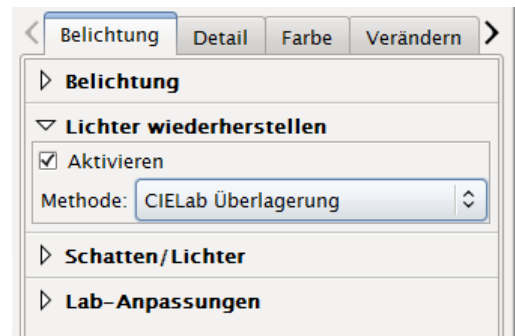 Belichtung Detail Farbe Verändern
Belichtung
Lichter wiederherstellen
Aktivieren
Methode: CIELab Überlagerung
Schatten/Lichter
Lab-Anpassungen